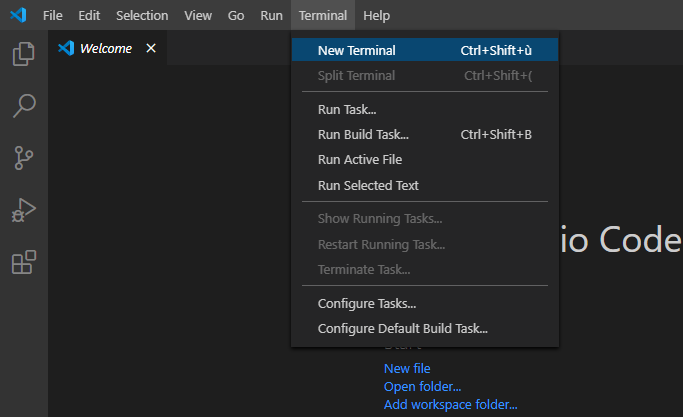 File Edit Selection View Go Run Terminal Help
Welcome
New Terminal Ctrl+Shift+ù
Split Terminal Ctrl+Shift+(
Run Task...
Run Build Task... Ctrl+Shift+B
Run Active File
Run Selected Text
Show Running Tasks...
Restart Running Task...
Terminate Task...
io Code
Configure Tasks...
Configure Default Build Task...
New file
Open folder...
Add workspace folder...